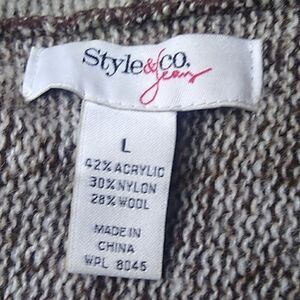 Style&co.
Jeans
L
42% ACRYLIC
30% NYLON
28% WOOL
MADE IN
CHINA
WPL 8045